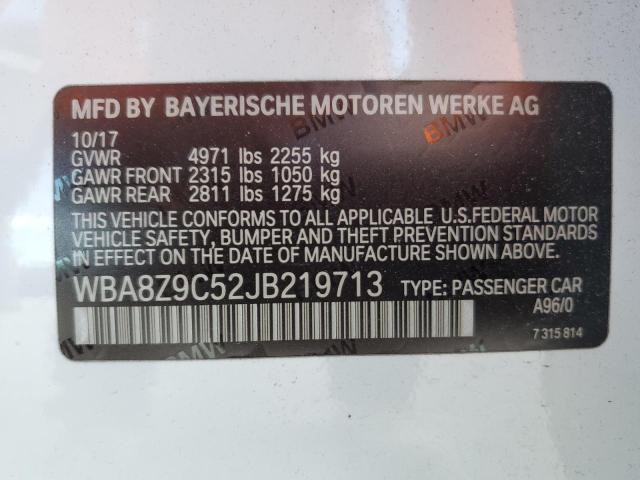 MFD BY BAYERISCHE MOTOREN WERKE AG
10/17
GVWR 4971 lbs 2255 kg
GAWR FRONT 2315 lbs 1050 kg
GAWR REAR 2811 lbs 1275 kg
THIS VEHICLE CONFORMS TO ALL APPLICABLE U.S.FEDERAL MOTOR
VEHICLE SAFETY, BUMPER AND THEFT PREVENTION STANDARDS
IN EFFECT ON THE DATE OF MANUFACTURE SHOWN ABOVE.
WBA8Z9C52JB219713 TYPE: PASSENGER CAR
A96/0
7 315 814